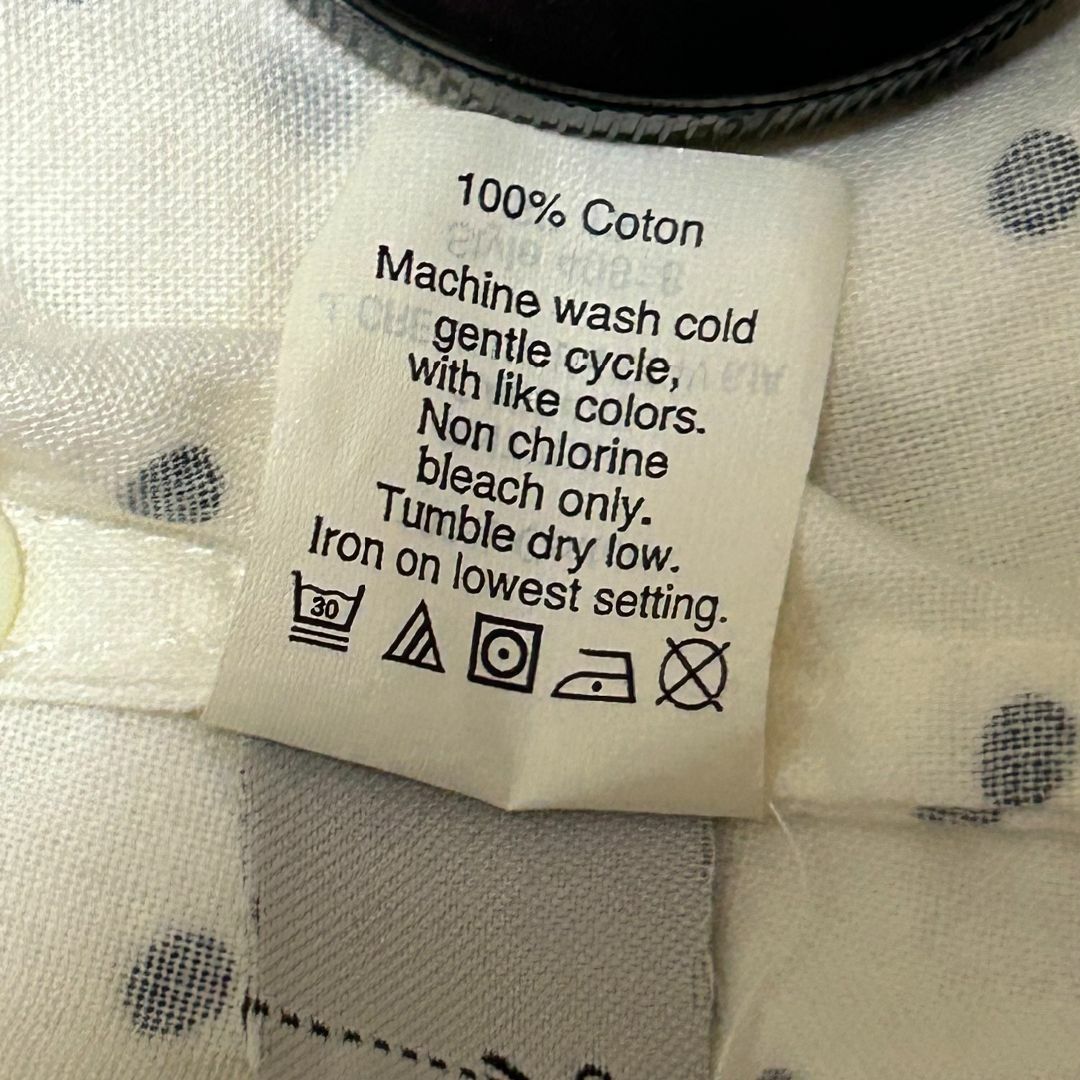 100% Coton
Machine wash cold
gentle cycle,
with like colors.
Non chlorine
bleach only.
Tumble dry low.
Iron on lowest setting.
30